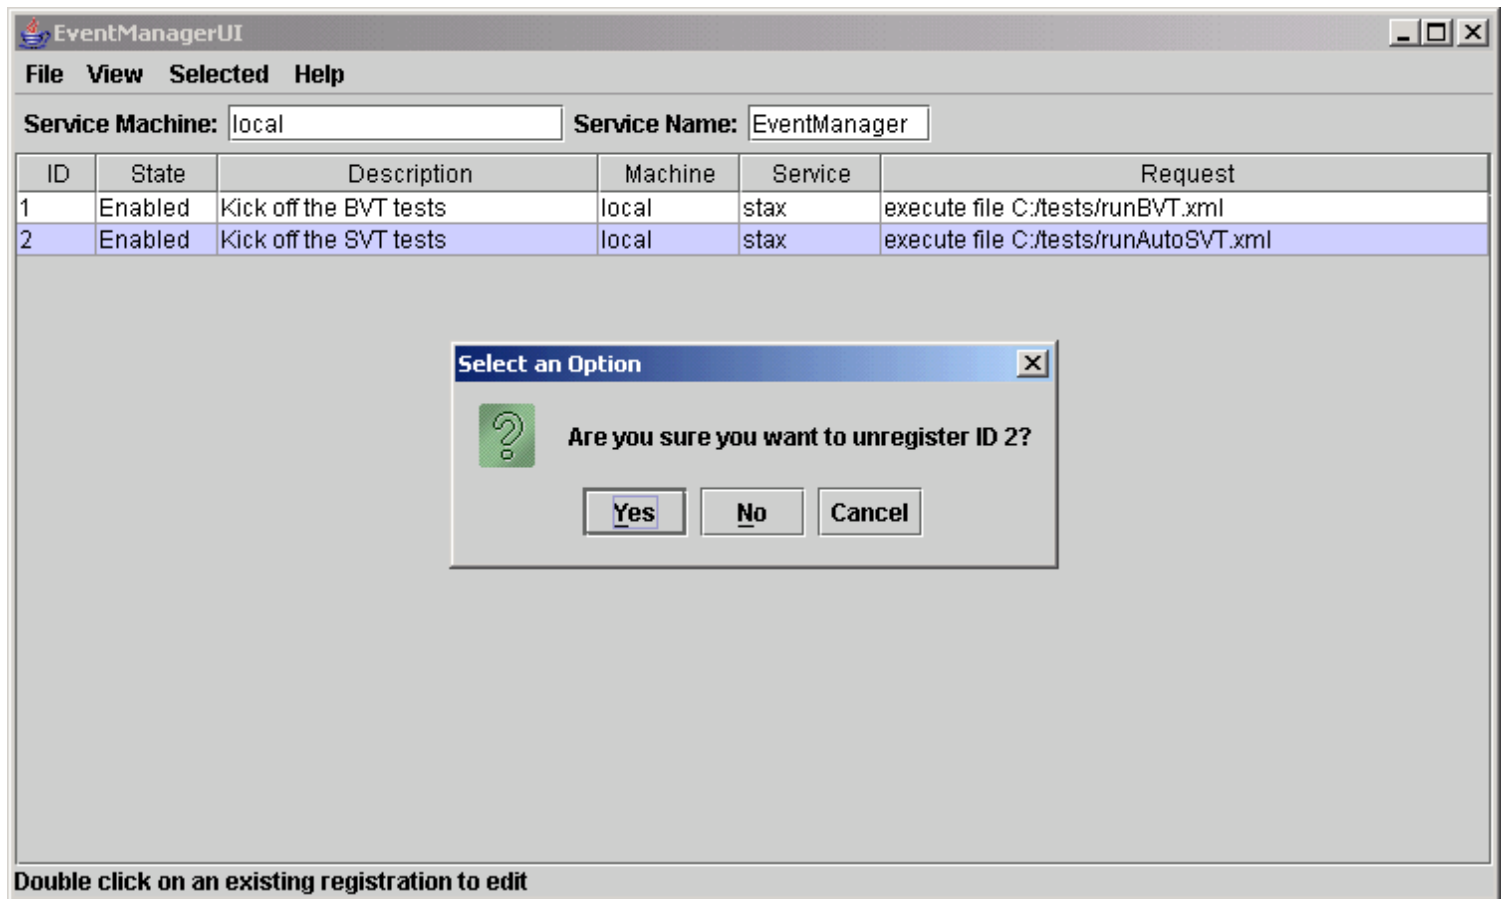 EventManagerUI
File View Selected Help
Service Machine: local Service Name: EventManager
ID State Description Machine Service Request
1 Enabled Kick off the BVT tests local stax execute file C:/tests/runBVT.xml
2 Enabled Kick off the SVT tests local stax execute file C:/tests/runAutoSVT.xml
Select an Option
Are you sure you want to unregister ID 2?
Yes No Cancel
Double click on an existing registration to edit